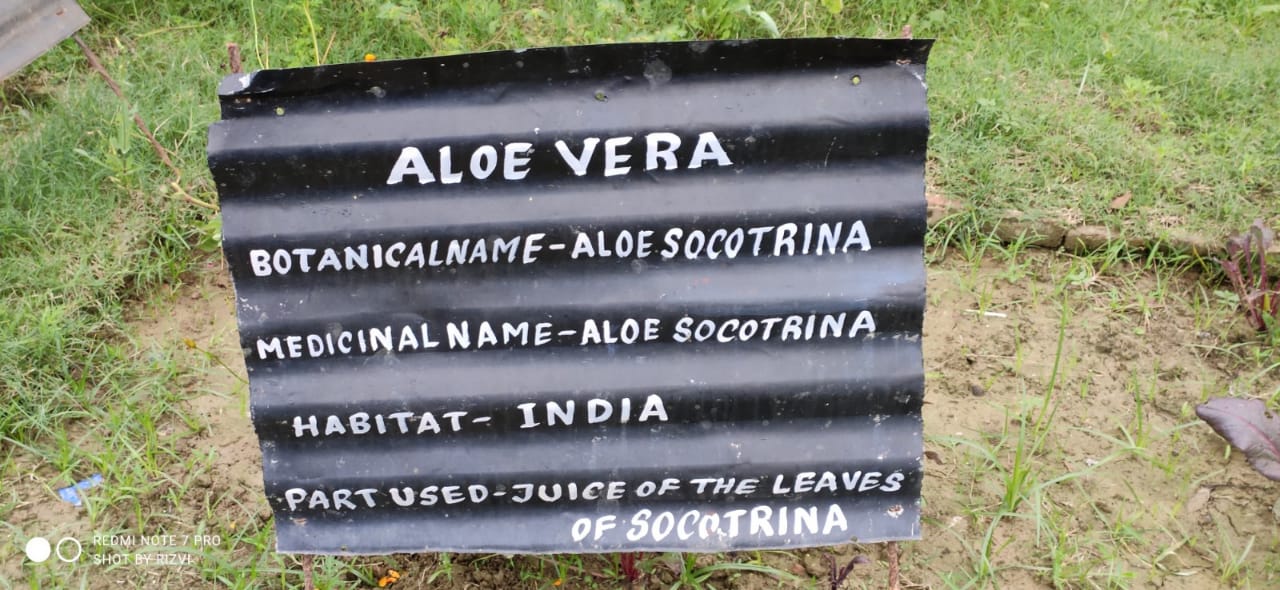 ALOE VERA
BOTANICALNAME-ALOE SOCOTRINA
MEDICINAL NAME-ALOE SOCOTRINA
HABITAT- INDIA
PART USED-JUICE OF THE LEAVES
OF SOCOTRINA
REDMI NOTE 7 PRO
SHOT BY RIZVI